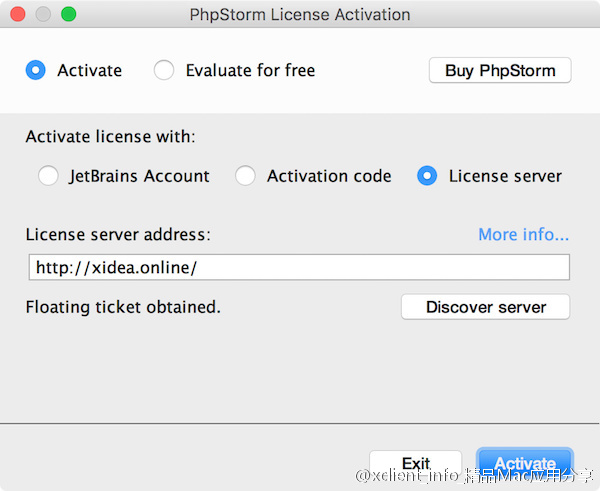 PhpStorm License Activation
Activate
Evaluate for free
Buy PhpStorm
Activate license with:
JetBrains Account
Activation code
License server
License server address:
More info...
http://xidea.online/
Floating ticket obtained.
Discover server
Exit
Activate
@xclient_info 精品Mac应用分享